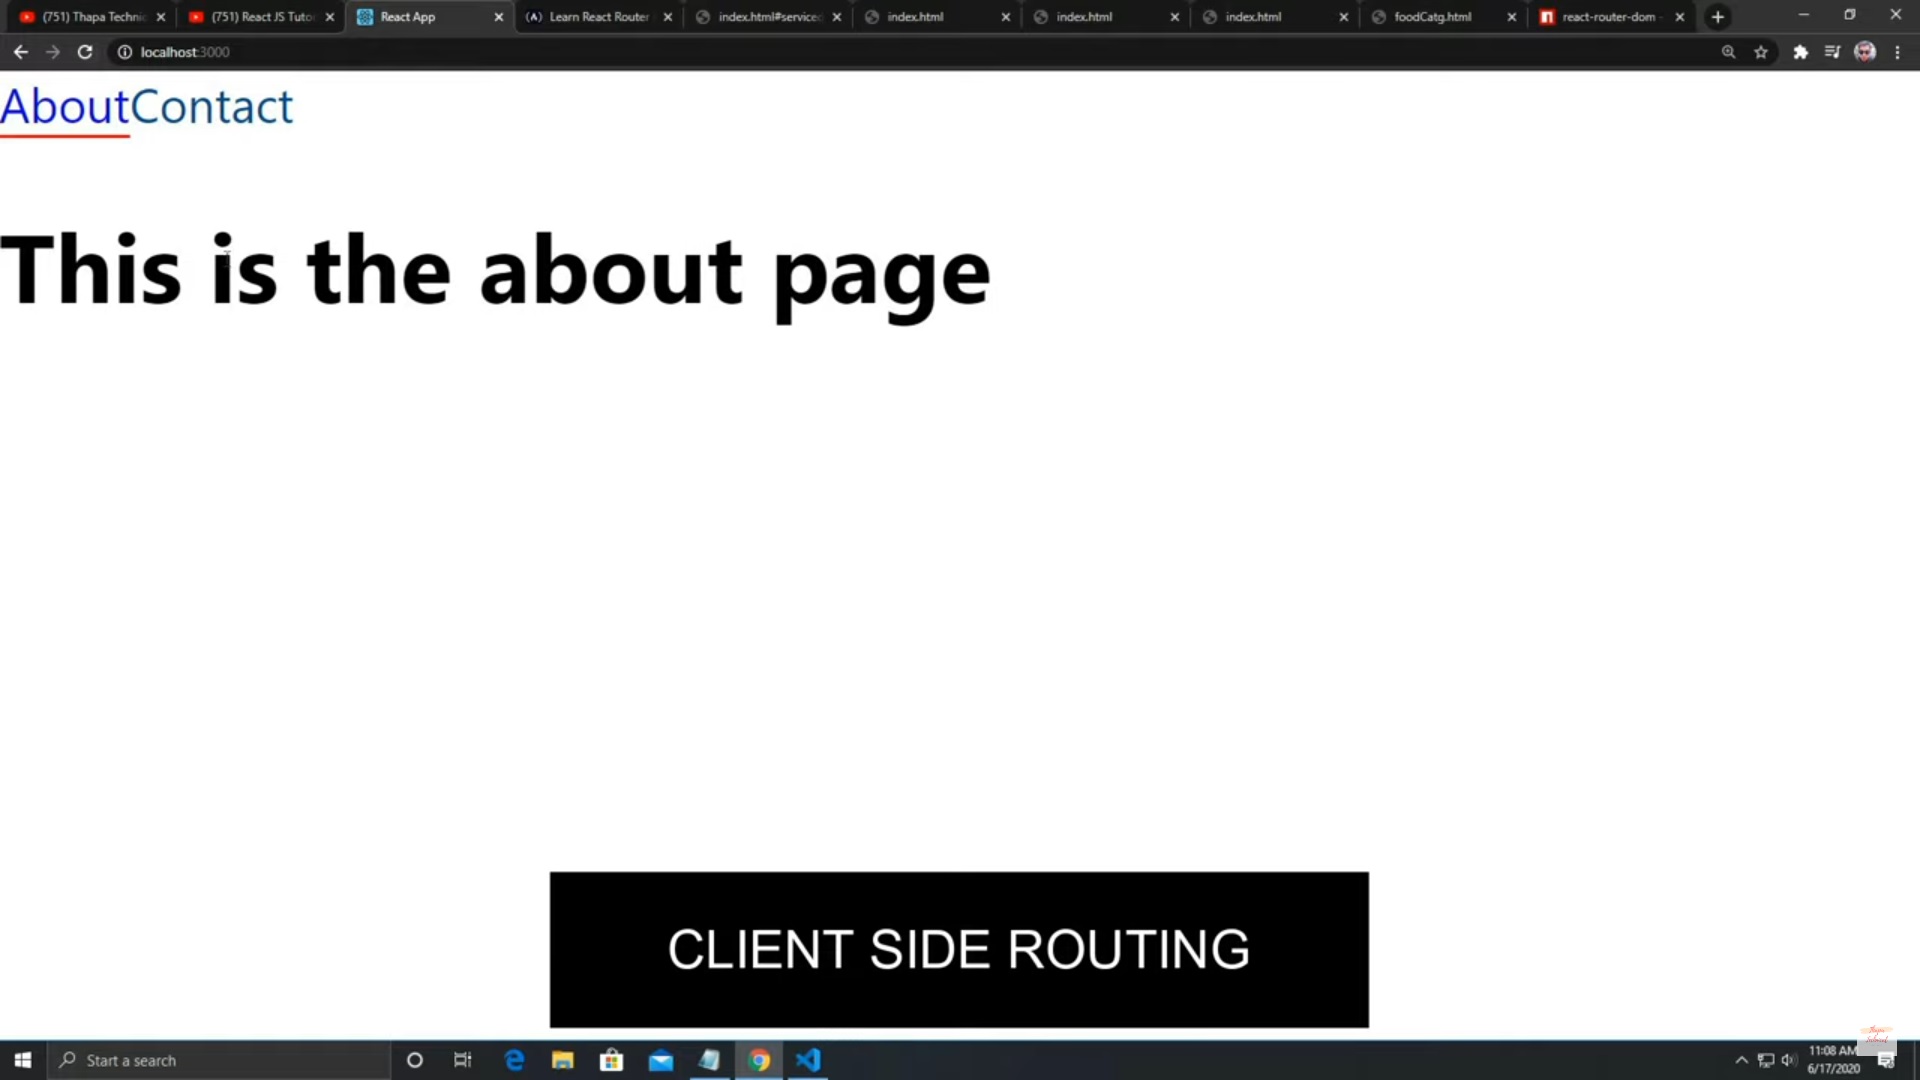 (751) Thapa Technic
(751) React JS Tutor
React App
Learn React Router
index.html#service
index.html
index.html
index.html
foodCatg.html
react-router-dom -
localhost:3000
AboutContact
This is the about page
CLIENT SIDE ROUTING
Start a search
11:08 AM
6/17/2020